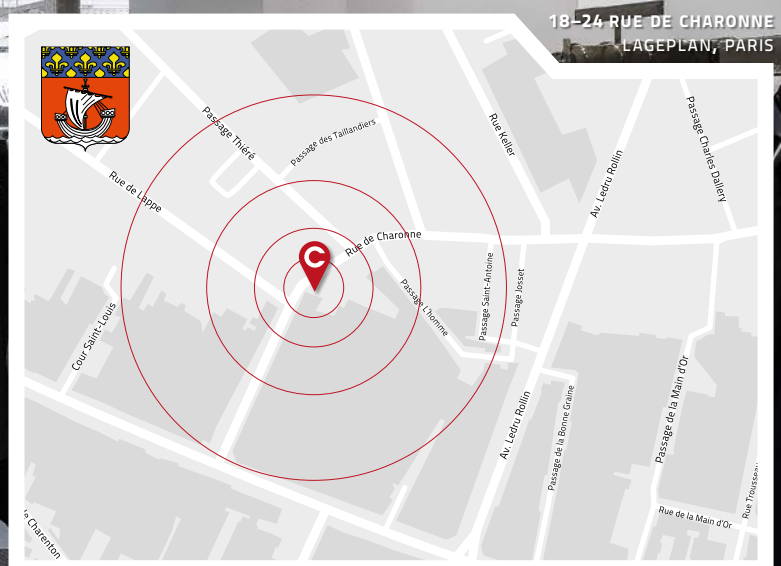 18–24 RUE DE CHARONNE
LAGEPLAN, PARIS
Passage Thiéré
Passage des Taillandiers
Rue Keller
Passage Charles Dallery
Av. Ledru Rollin
Rue de Lappe
Rue de Charonne
C
Passage L'homme
Passage Saint-Antoine
Passage Josset
Cour Saint-Louis
Av. Ledru Rollin
Passage de la Bonne Graine
Passage de la Main d'Or
Rue de la Main d'Or
Rue Trousseau
e Charenton